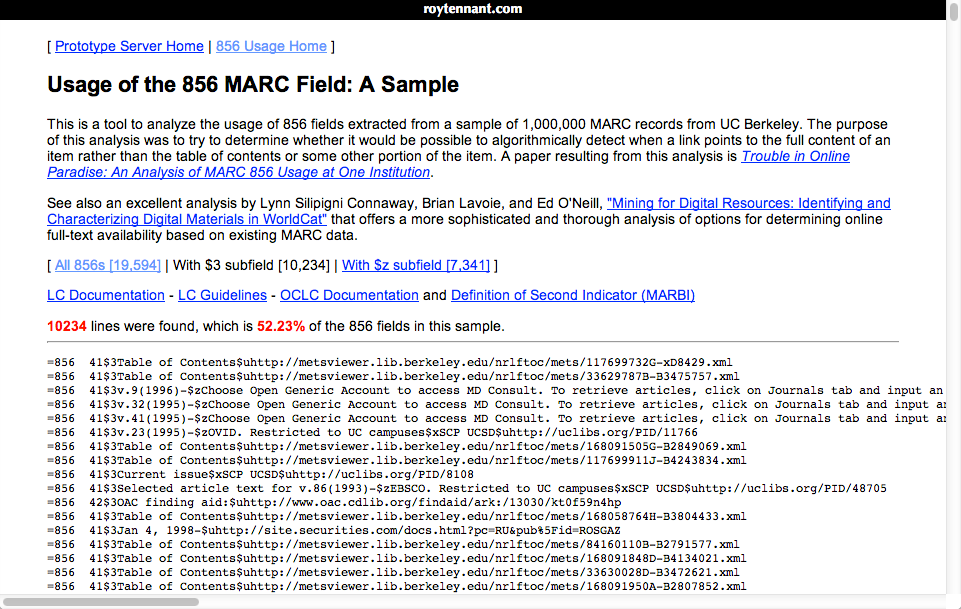 roytennant.com
[ Prototype Server Home | 856 Usage Home ]
Usage of the 856 MARC Field: A Sample
This is a tool to analyze the usage of 856 fields extracted from a sample of 1,000,000 MARC records from UC Berkeley. The purpose
of this analysis was to try to determine whether it would be possible to algorithmically detect when a link points to the full content of an
item rather than the table of contents or some other portion of the item. A paper resulting from this analysis is Trouble in Online
Paradise: An Analysis of MARC 856 Usage at One Institution.
See also an excellent analysis by Lynn Silipigni Connaway, Brian Lavoie, and Ed O'Neill, "Mining for Digital Resources: Identifying and
Characterizing Digital Materials in WorldCat" that offers a more sophisticated and thorough analysis of options for determining online
full-text availability based on existing MARC data.
[ All 856s [19,594] | With $3 subfield [10,234] | With $z subfield [7,341] ]
LC Documentation - LC Guidelines - OCLC Documentation and Definition of Second Indicator (MARBI)
10234 lines were found, which is 52.23% of the 856 fields in this sample.
=856  41$3Table of Contents$uhttp://metsviewer.lib.berkeley.edu/nrlftoc/mets/117699732G-xD8429.xml
=856  41$3Table of Contents$uhttp://metsviewer.lib.berkeley.edu/nrlftoc/mets/33629787B-B3475757.xml
=856  41$3v.9(1996)-$zChoose Open Generic Account to access MD Consult. To retrieve articles, click on Journals tab and input an
=856  41$3v.32(1995)-$zChoose Open Generic Account to access MD Consult. To retrieve articles, click on Journals tab and input a
=856  41$3v.41(1995)-$zChoose Open Generic Account to access MD Consult. To retrieve articles, click on Journals tab and input a
=856  41$3v.23(1995)-$zOVID. Restricted to UC campuses$xSCP UCSD$uhttp://uclibs.org/PID/11766
=856  41$3Table of Contents$uhttp://metsviewer.lib.berkeley.edu/nrlftoc/mets/168091505G-B2849069.xml
=856  41$3Table of Contents$uhttp://metsviewer.lib.berkeley.edu/nrlftoc/mets/117699911J-B4243834.xml
=856  41$3Current issue$xSCP UCSD$uhttp://uclibs.org/PID/8108
=856  41$3Selected article text for v.86(1993)-$zEBSCO. Restricted to UC campuses$xSCP UCSD$uhttp://uclibs.org/PID/48705
=856  42$3OAC finding aid:$uhttp://www.oac.cdlib.org/findaid/ark:/13030/kt0f59n4hp
=856  41$3Table of Contents$uhttp://metsviewer.lib.berkeley.edu/nrlftoc/mets/168058764H-B3804433.xml
=856  41$3Jan 4, 1998-$uhttp://site.securities.com/docs.html?pc=RU&pub%5Fid=ROSGAZ
=856  41$3Table of Contents$uhttp://metsviewer.lib.berkeley.edu/nrlftoc/mets/84160110B-B2791577.xml
=856  41$3Table of Contents$uhttp://metsviewer.lib.berkeley.edu/nrlftoc/mets/168091848D-B4134021.xml
=856  41$3Table of Contents$uhttp://metsviewer.lib.berkeley.edu/nrlftoc/mets/33630028D-B3472621.xml
=856  41$3Table of Contents$uhttp://metsviewer.lib.berkeley.edu/nrlftoc/mets/168091950A-B2807852.xml